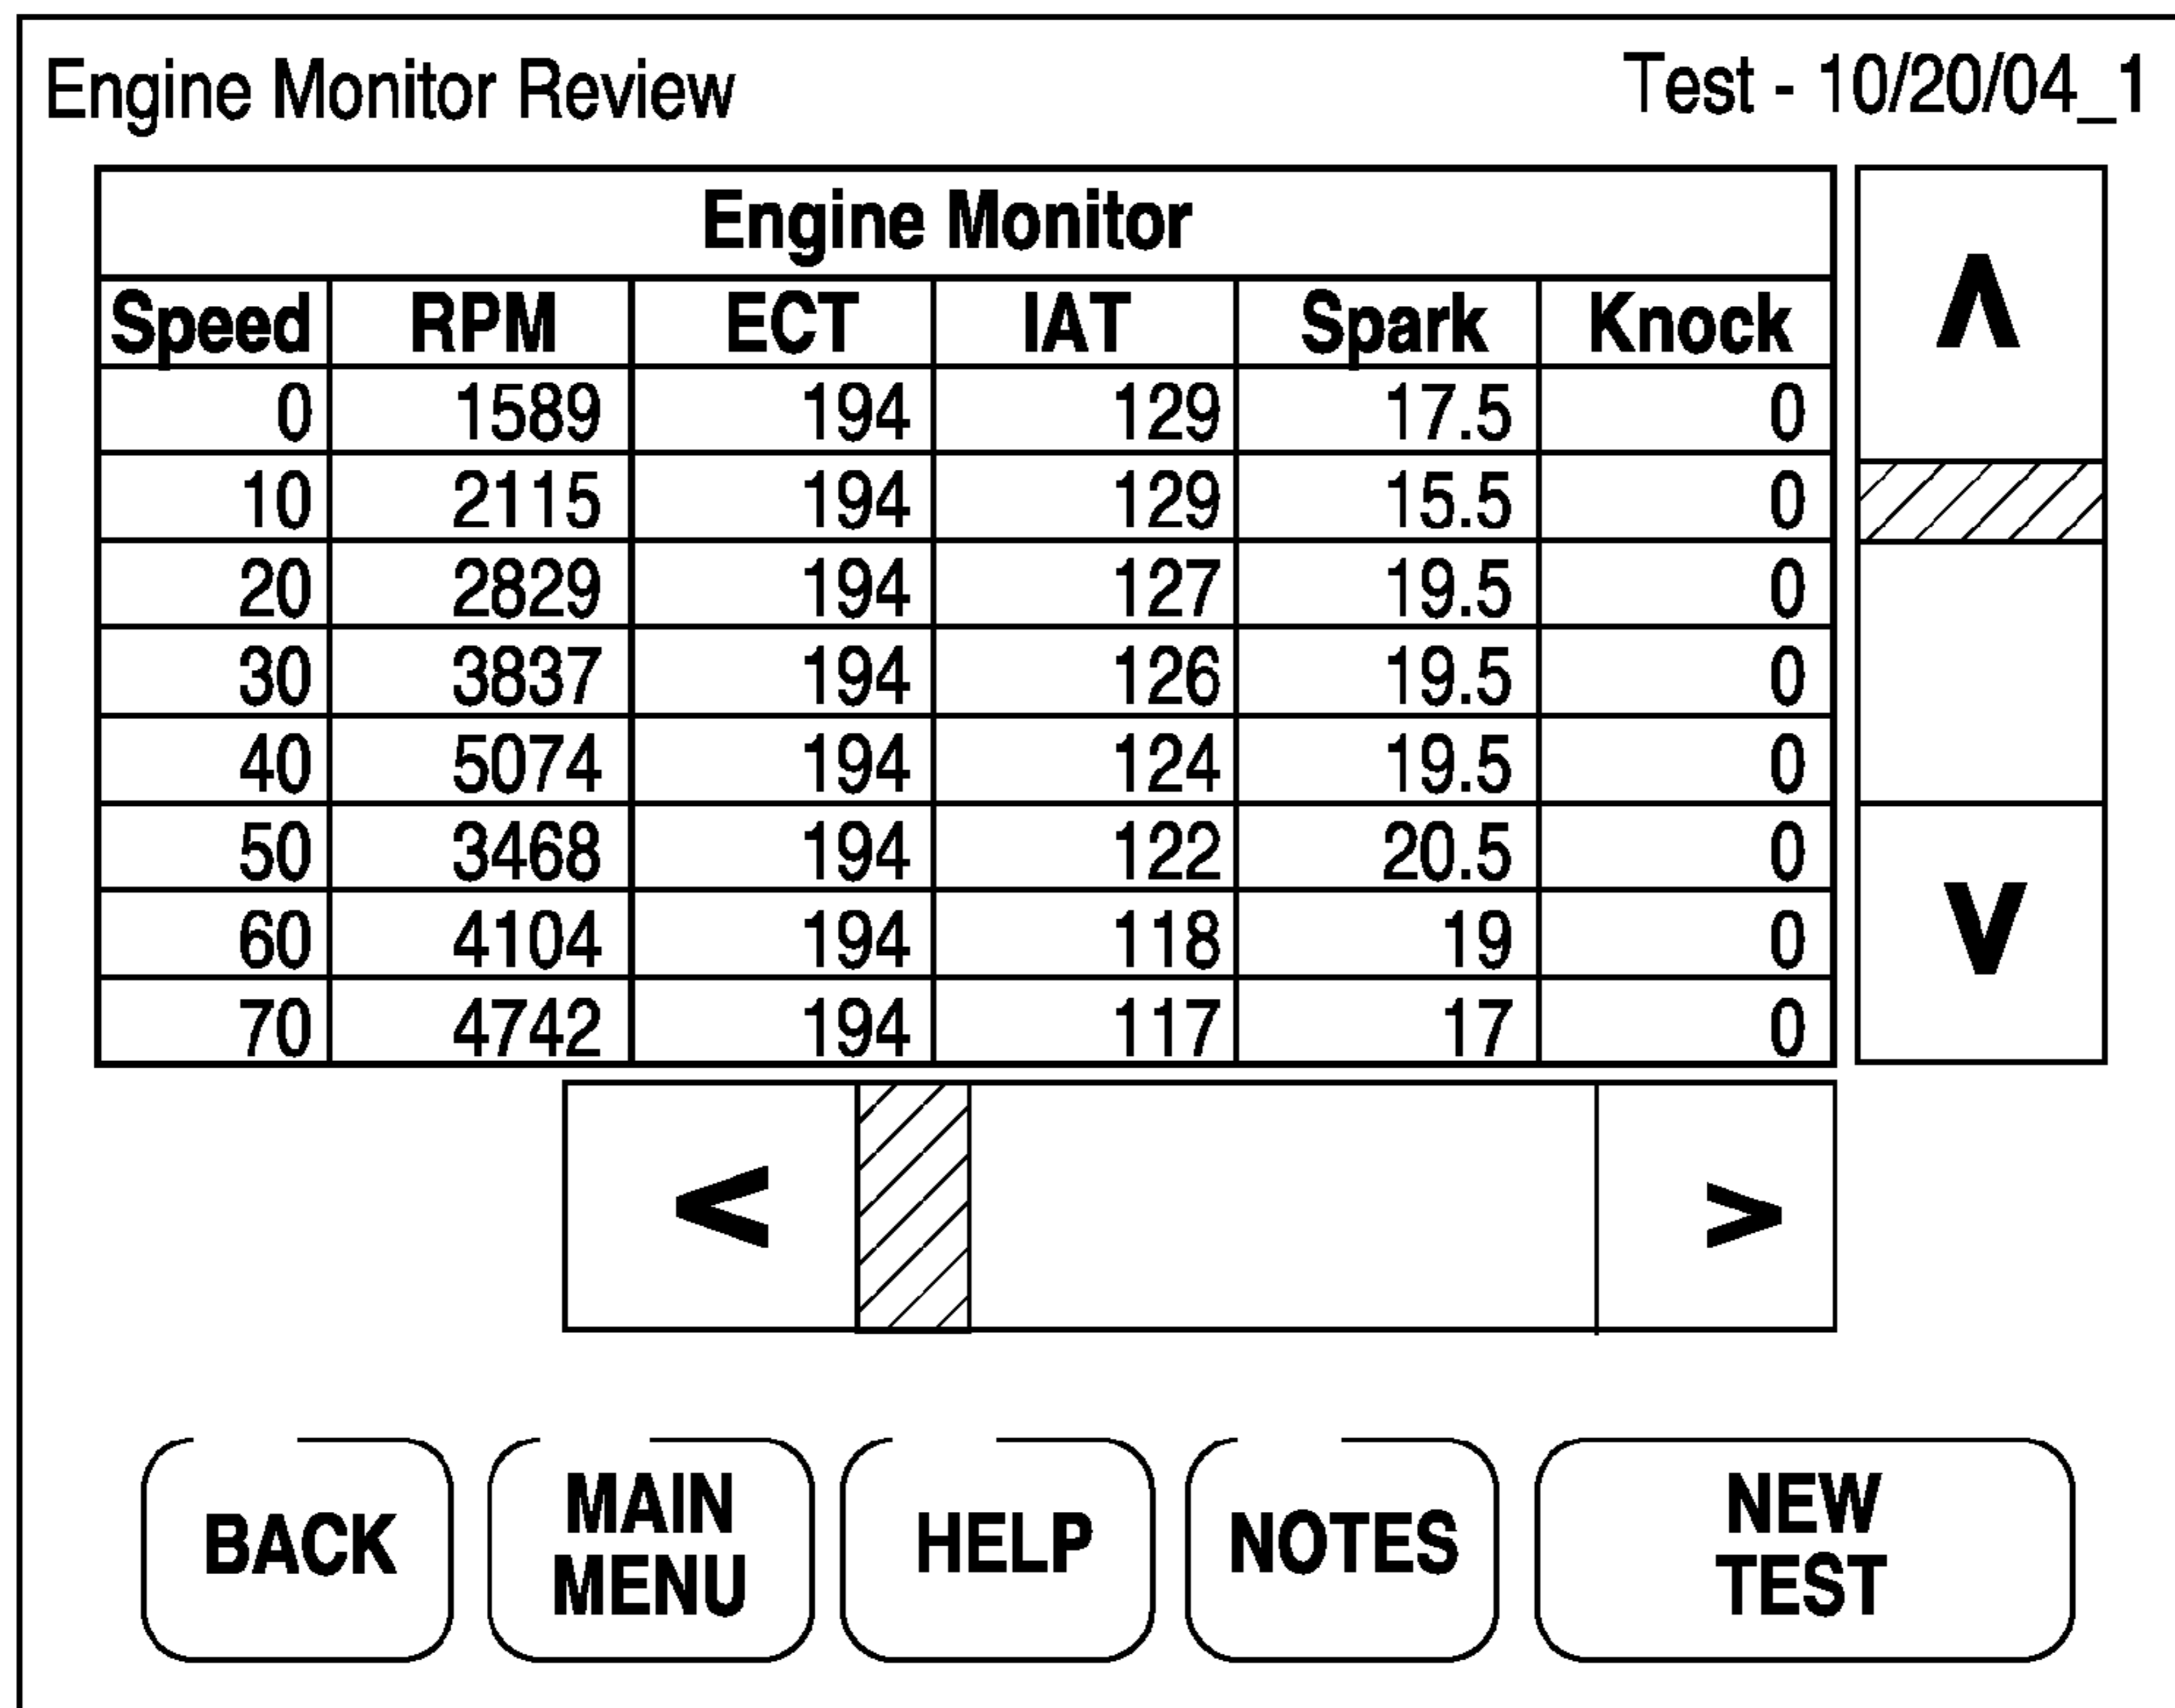 Engine Monitor Review Test - 10/20/04_1
Engine Monitor
Speed RPM ECT IAT Spark Knock
0 1589 194 129 17.5 0
10 2115 194 129 15.5 0
20 2829 194 127 19.5 0
30 3837 194 126 19.5 0
40 5074 194 124 19.5 0
50 3468 194 122 20.5 0
60 4104 194 118 19 0
70 4742 194 117 17 0
< >
BACK MAIN MENU HELP NOTES NEW TEST